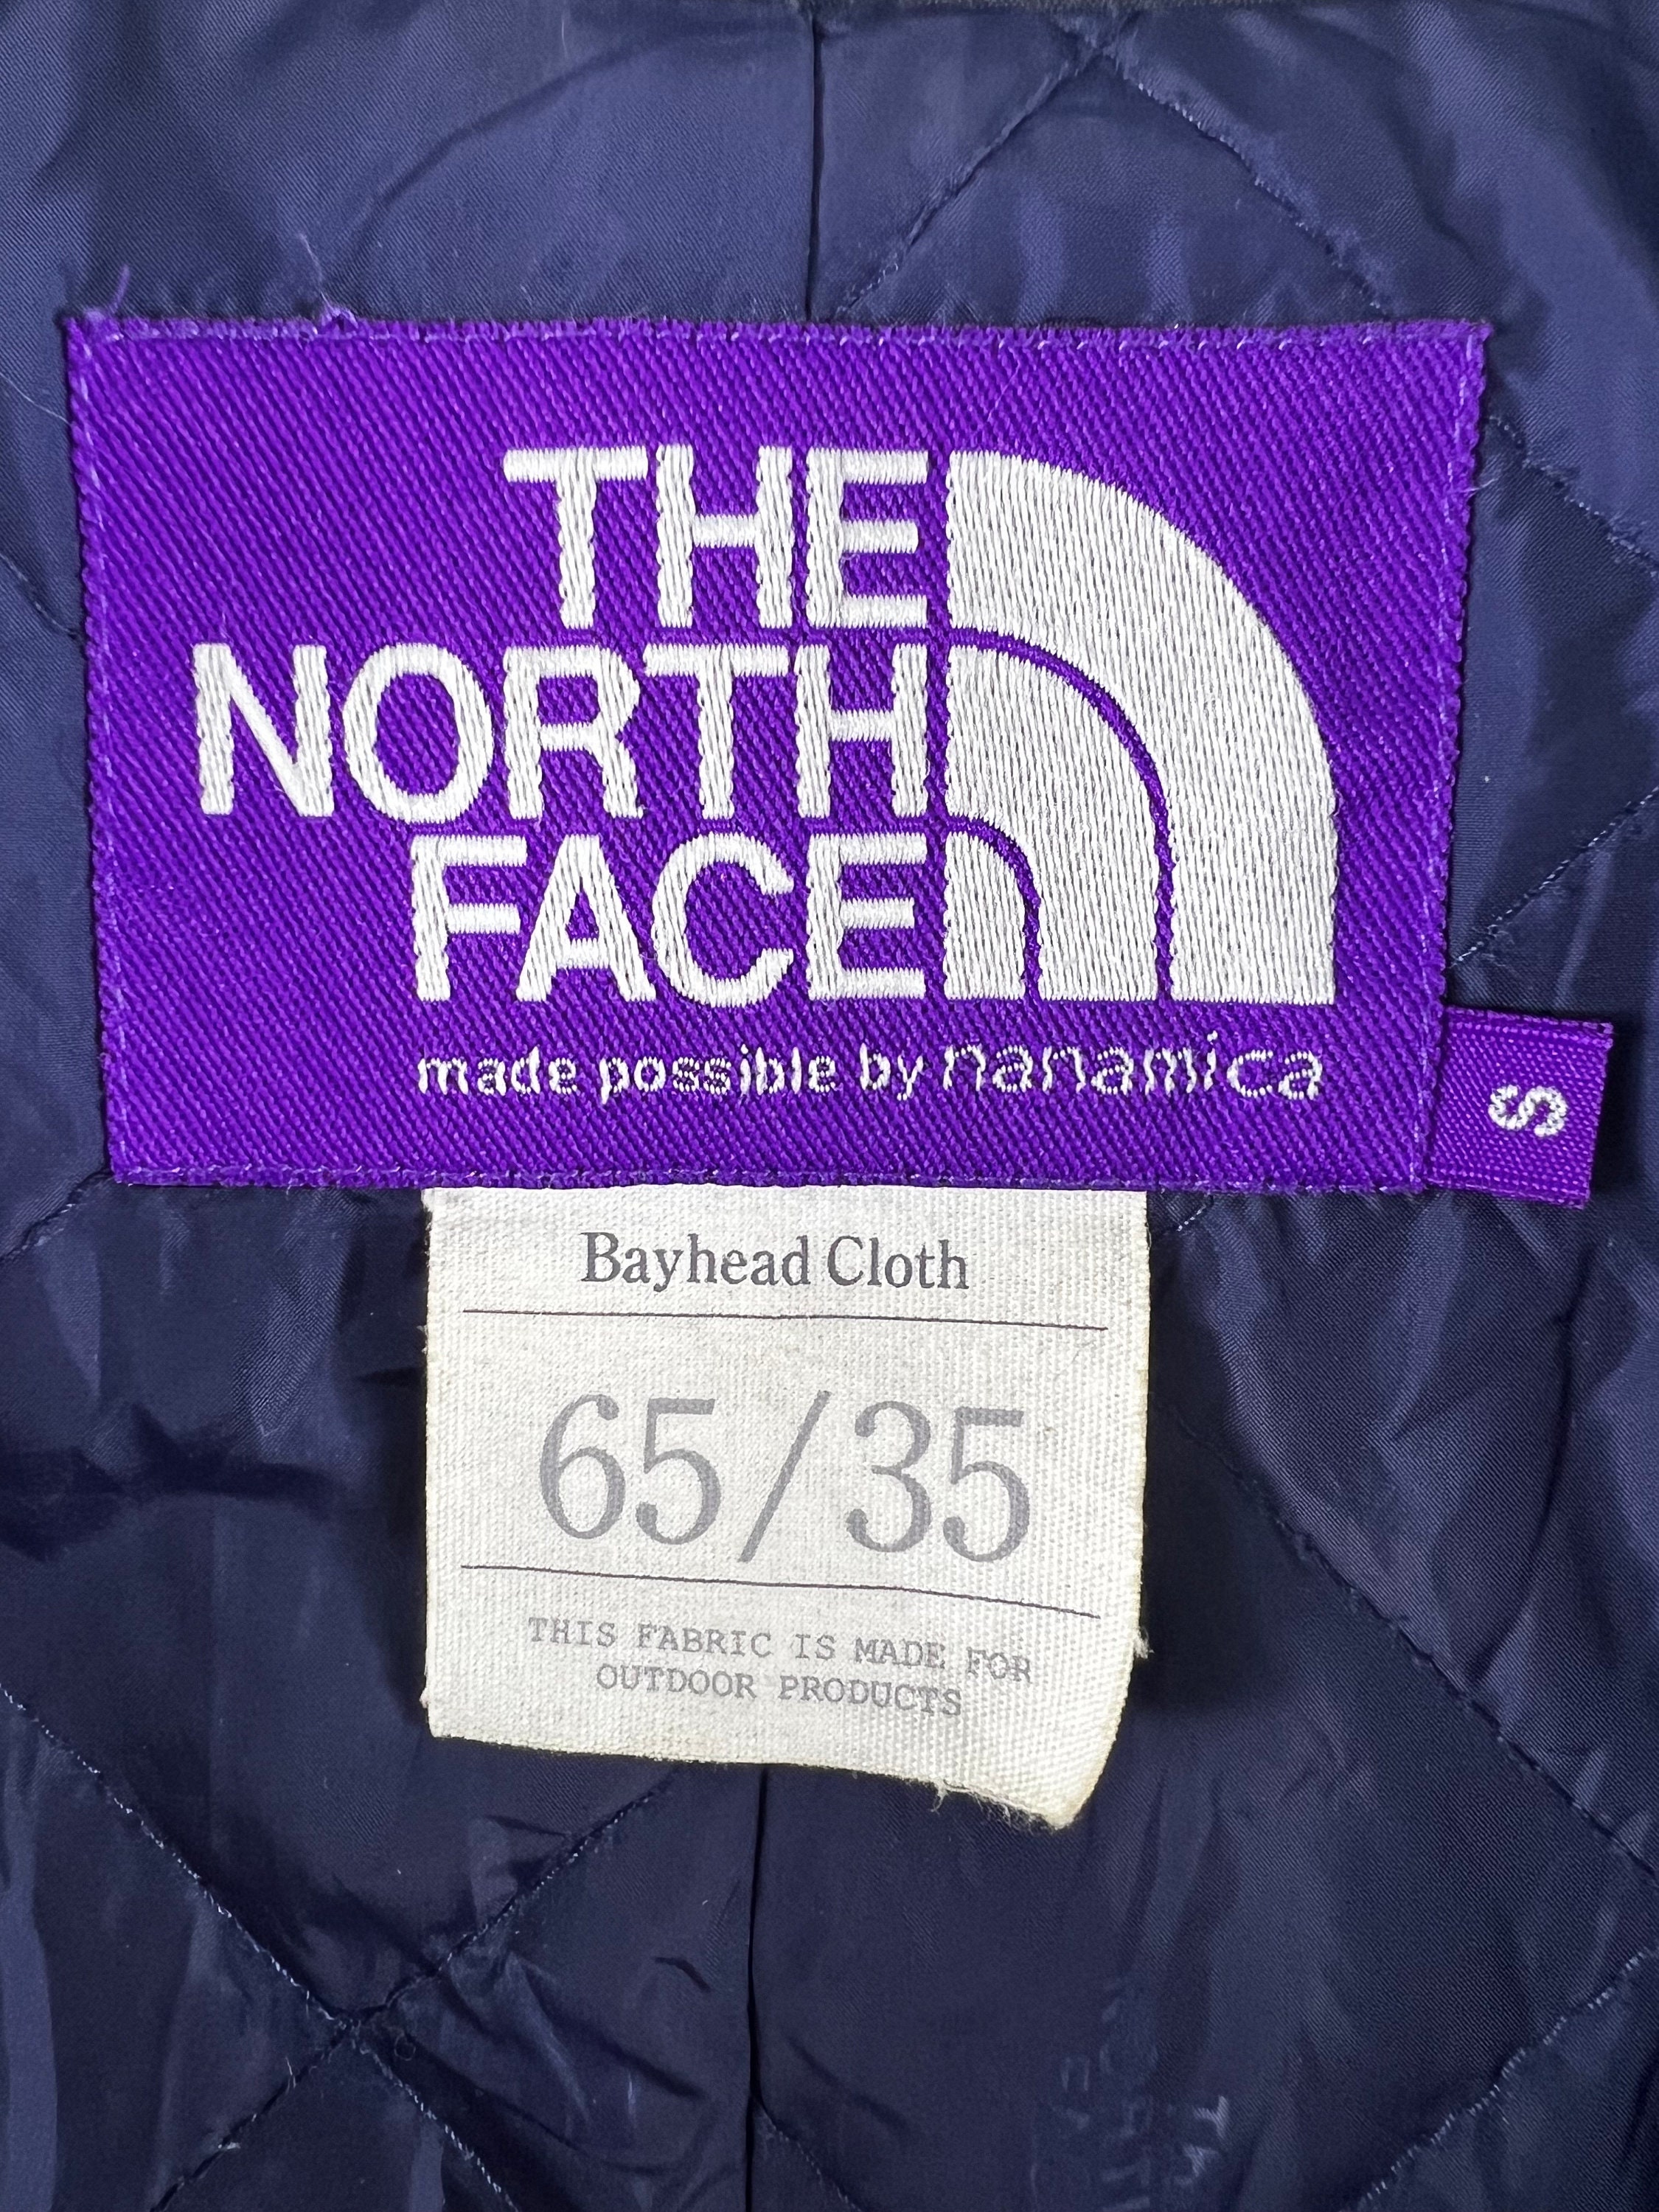 THE
NORTH
FACE
made possible by nanamica
S
Bayhead Cloth
65/35
THIS FABRIC IS MADE FOR
OUTDOOR PRODUCTS